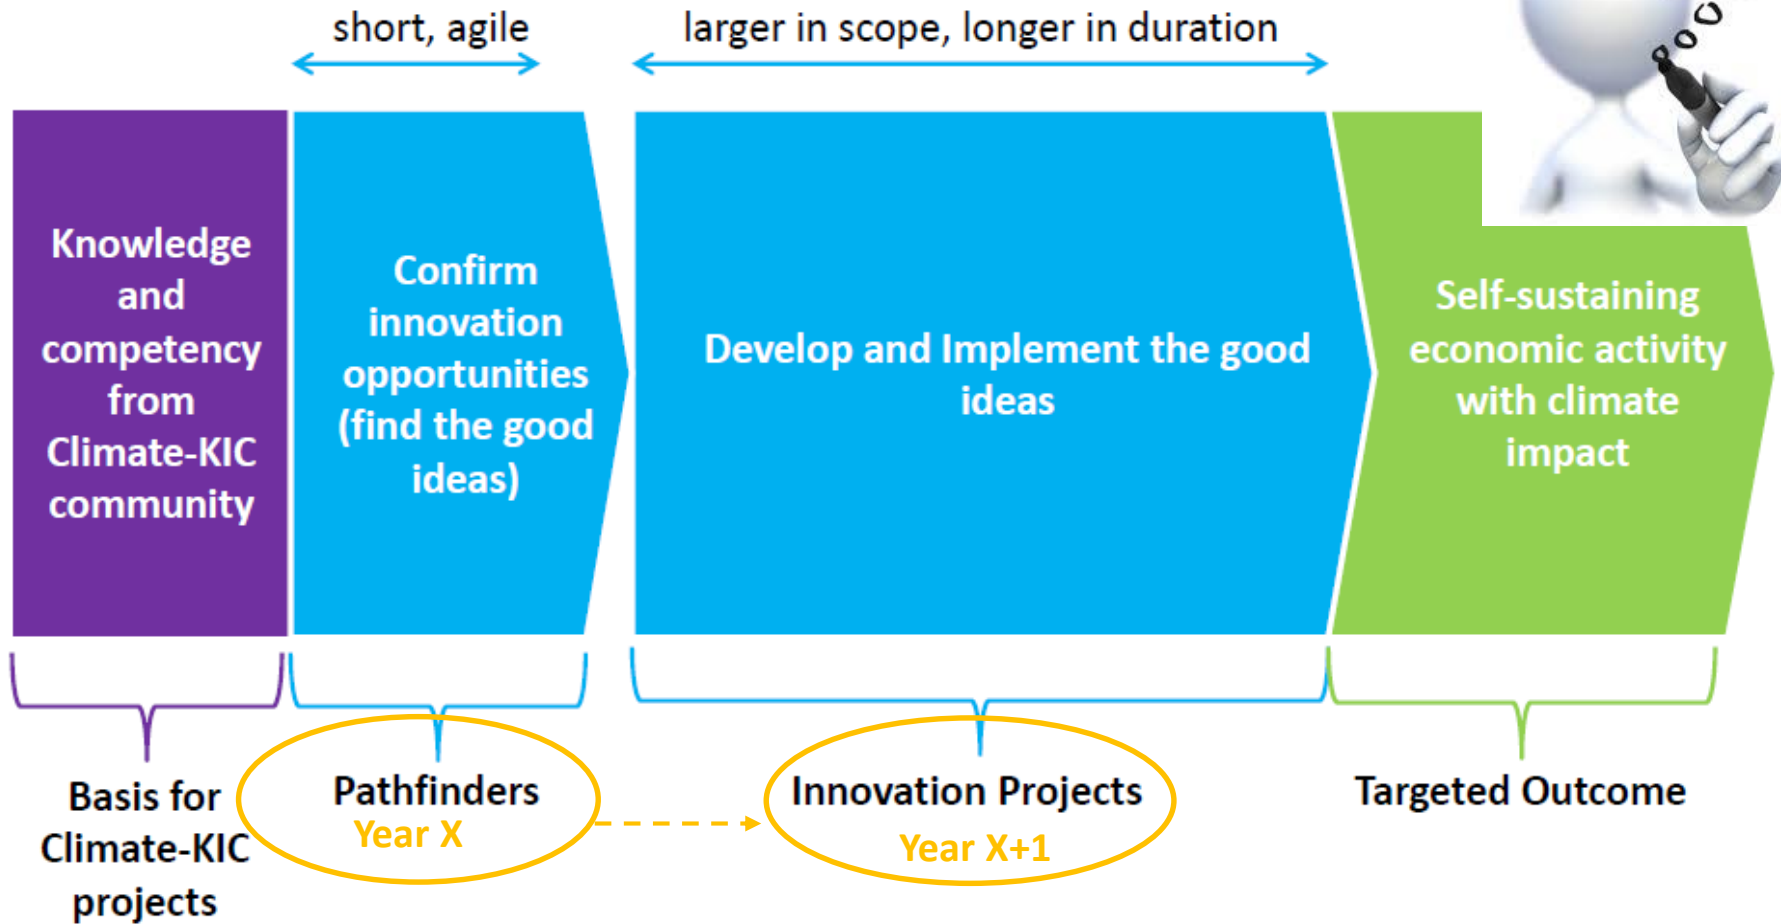 short, agile
larger in scope, longer in duration
Knowledge
and
competency
from
Climate-KIC
community
Confirm
innovation
opportunities
(find the good
ideas)
Develop and Implement the good
ideas
Self-sustaining
economic activity
with climate
impact
Basis for
Climate-KIC
projects
Pathfinders
Year X
Innovation Projects
Year X+1
Targeted Outcome